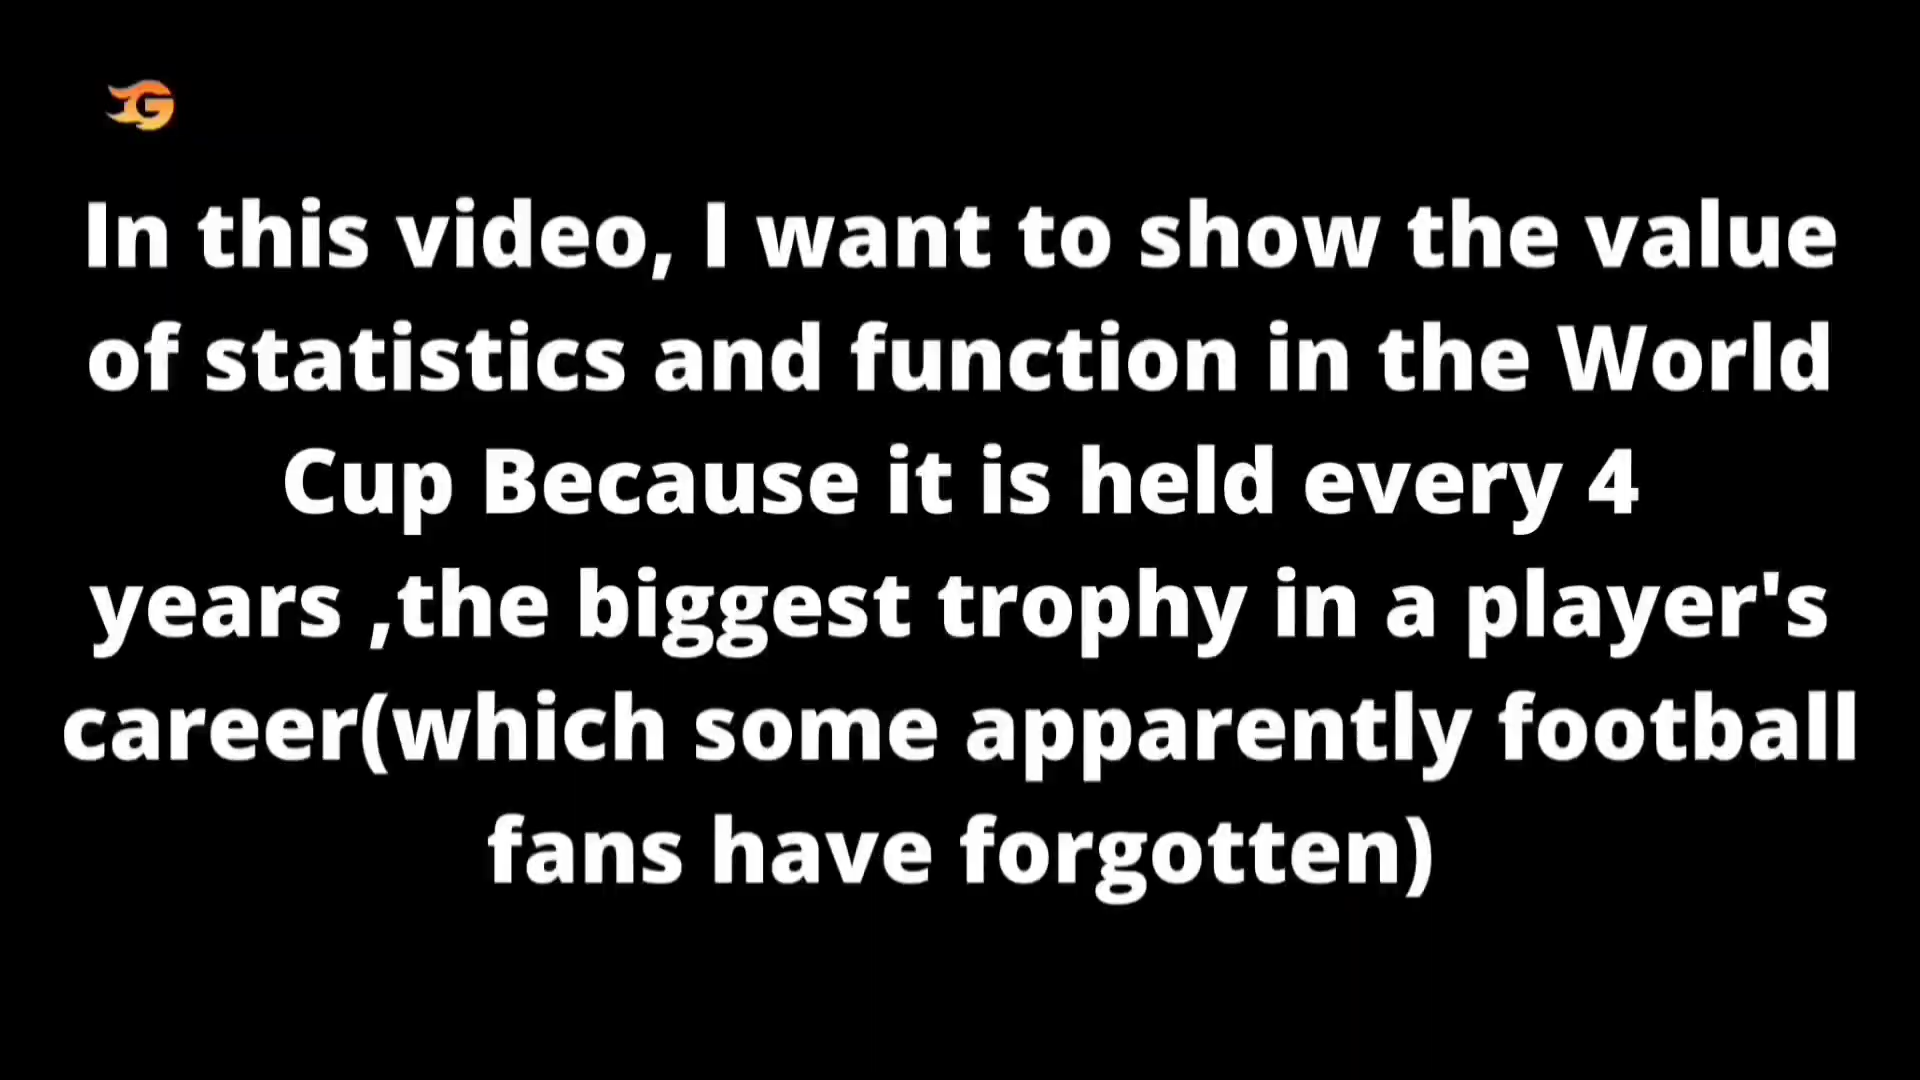 G
In this video, I want to show the value
of statistics and function in the World
Cup Because it is held every 4
years ,the biggest trophy in a player's
career(which some apparently football
fans have forgotten)